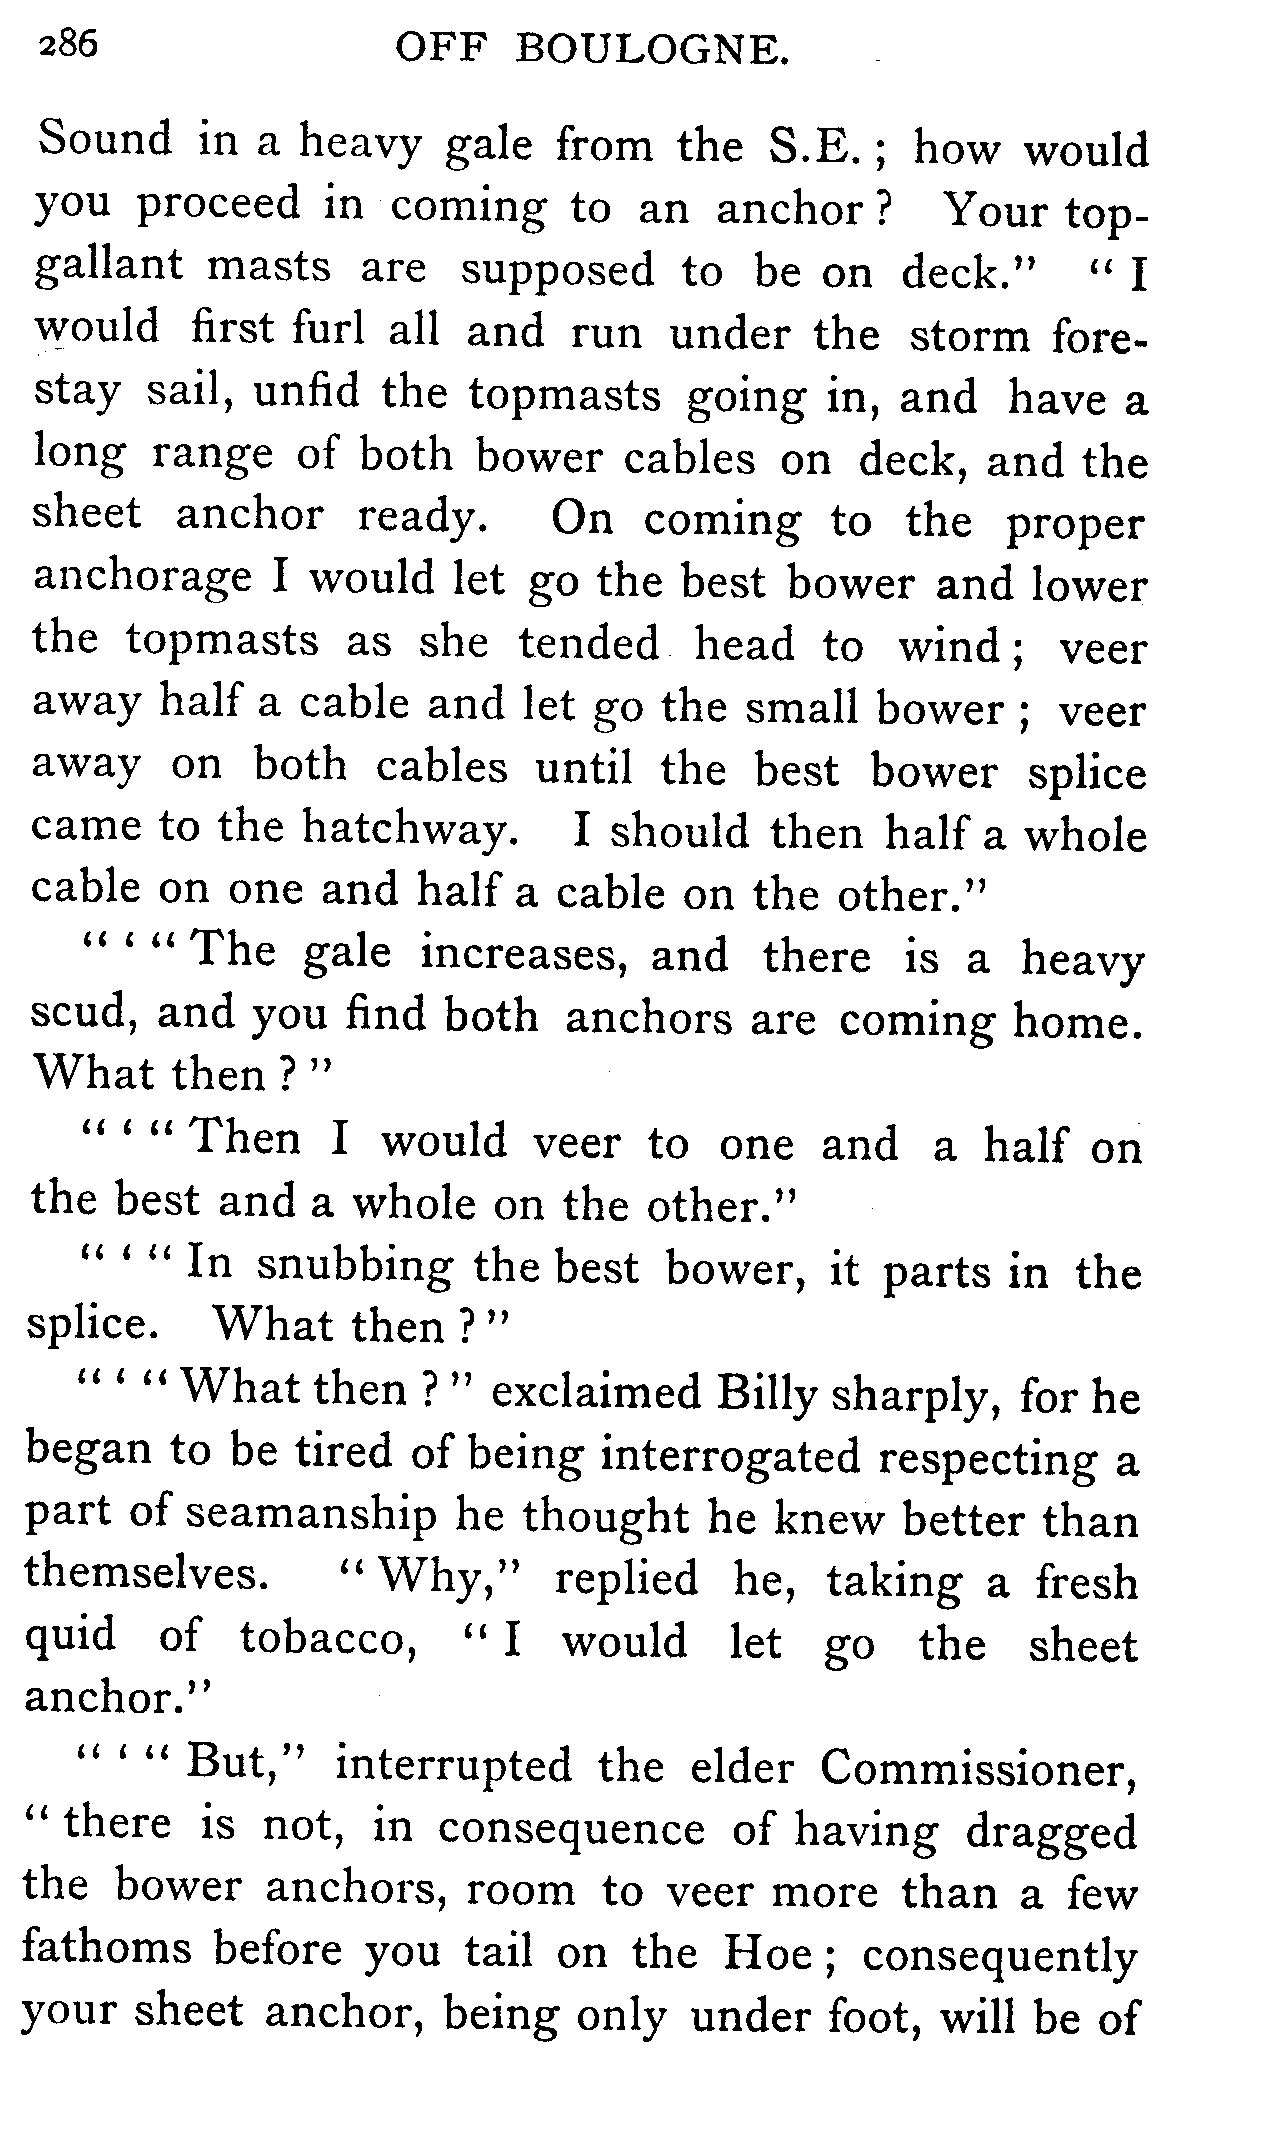 286 OFF BOULOGNE.
Sound in a heavy gale from the S.E. ; how would
you proceed in coming to an anchor ? Your top-
gallant masts are supposed to be on deck.” “ I
would first furl all and run under the storm fore-
stay sail, unfid the topmasts going in, and have a
long range of both bower cables on deck, and the
sheet anchor ready. On coming to the proper
anchorage I would let go the best bower and lower
the topmasts as she tended head to wind ; veer
away half a cable and let go the small bower ; veer
away on both cables until the best bower splice
came to the hatchway. I should then half a whole
cable on one and half a cable on the other.”
“ ‘ “ The gale increases, and there is a heavy
scud, and you find both anchors are coming home.
What then ? ”
“ ‘ “ Then I would veer to one and a half on
the best and a whole on the other.”
“ ‘ “ In snubbing the best bower, it parts in the
splice. What then ? ”
“ ‘ “ What then ? ” exclaimed Billy sharply, for he
began to be tired of being interrogated respecting a
part of seamanship he thought he knew better than
themselves. “ Why,” replied he, taking a fresh
quid of tobacco, “ I would let go the sheet
anchor.”
“ ‘ “ But,” interrupted the elder Commissioner,
“ there is not, in consequence of having dragged
the bower anchors, room to veer more than a few
fathoms before you tail on the Hoe ; consequently
your sheet anchor, being only under foot, will be of